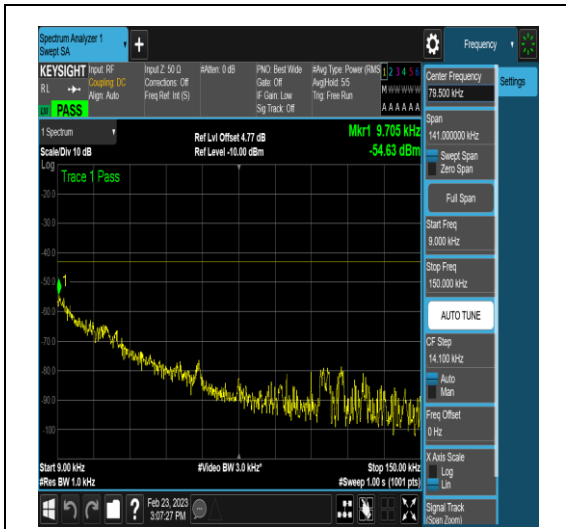 Spectrum Analyzer 1
Swept SA
Frequency
KEYSIGHT
RL
PASS
Input: RF
Coupling: DC
Align: Auto
Input Z: 50 Ω
Corrections: Off
Freq Ref: Int (S)
#Atten: 0 dB
PNO: Best Wide
Gate: Off
IF Gain: Low
Sig Track: Off
#Avg Type: Power (RMS
Avg|Hold: 5/5
Trig: Free Run
1 2 3 4 5 6
M W W W W W
A A A A A A
1 Spectrum
Scale/Div 10 dB
Ref Lvl Offset 4.77 dB
Ref Level -10.00 dBm
Mkr1 9.705 kHz
-54.63 dBm
Log
Trace 1 Pass
1
-20.0
-30.0
-40.0
-50.0
-60.0
-70.0
-80.0
-90.0
-100
Start 9.00 kHz
#Res BW 1.0 kHz
#Video BW 3.0 kHz*
Stop 150.00 kHz
#Sweep 1.00 s (1001 pts)
Feb 23, 2023
3:07:27 PM
Center Frequency
79.500 kHz
Settings
Span
141.000000 kHz
Swept Span
Zero Span
Full Span
Start Freq
9.000 kHz
Stop Freq
150.000 kHz
AUTO TUNE
CF Step
14.100 kHz
Auto
Man
Freq Offset
0 Hz
X Axis Scale
Log
Lin
Signal Track
(Span Zoom)